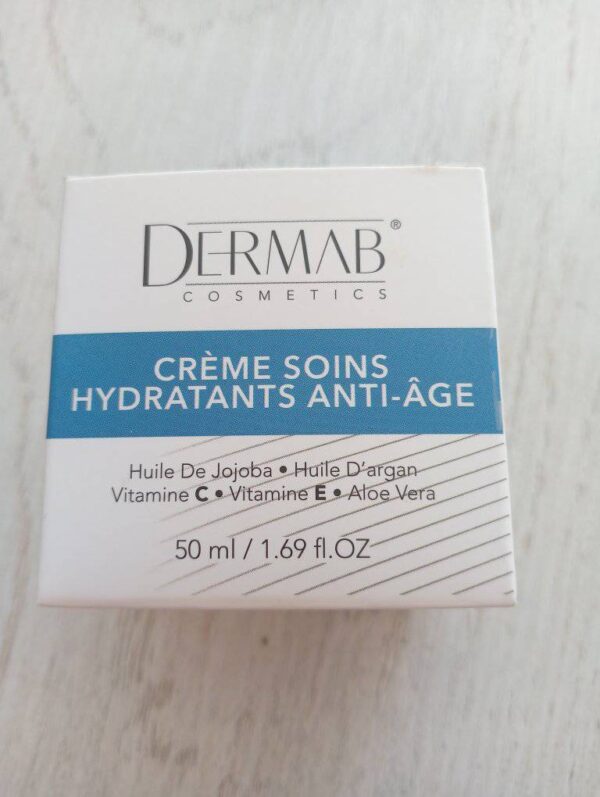 DERMAB®
COSMETICS
CRÈME SOINS
HYDRATANTS ANTI-ÂGE
Huile De Jojoba • Huile D'argan
Vitamine C • Vitamine E • Aloe Vera
50 ml / 1.69 fl.OZ